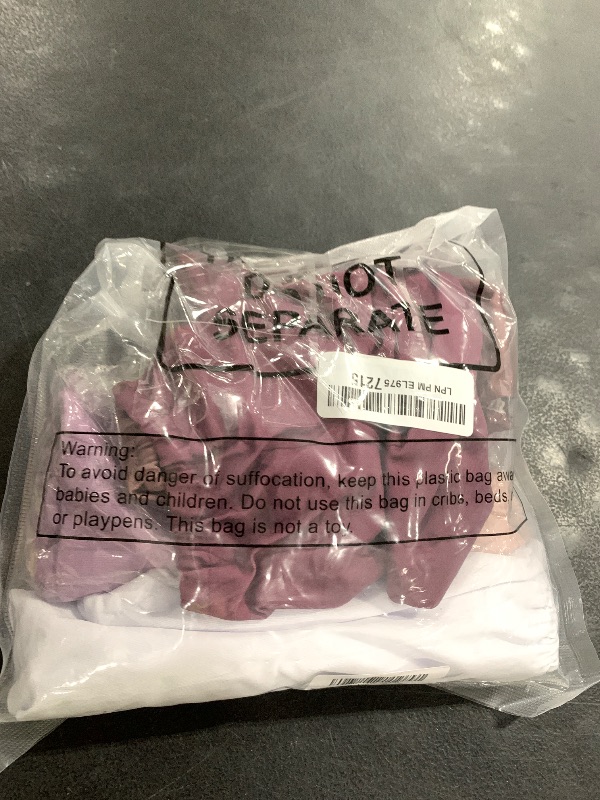 DO NOT
SEPARATE
LPN PM EL975 7215
Warning:
To avoid danger of suffocation, keep this plastic bag away
babies and children. Do not use this bag in cribs, beds
or playpens. This bag is not a toy.